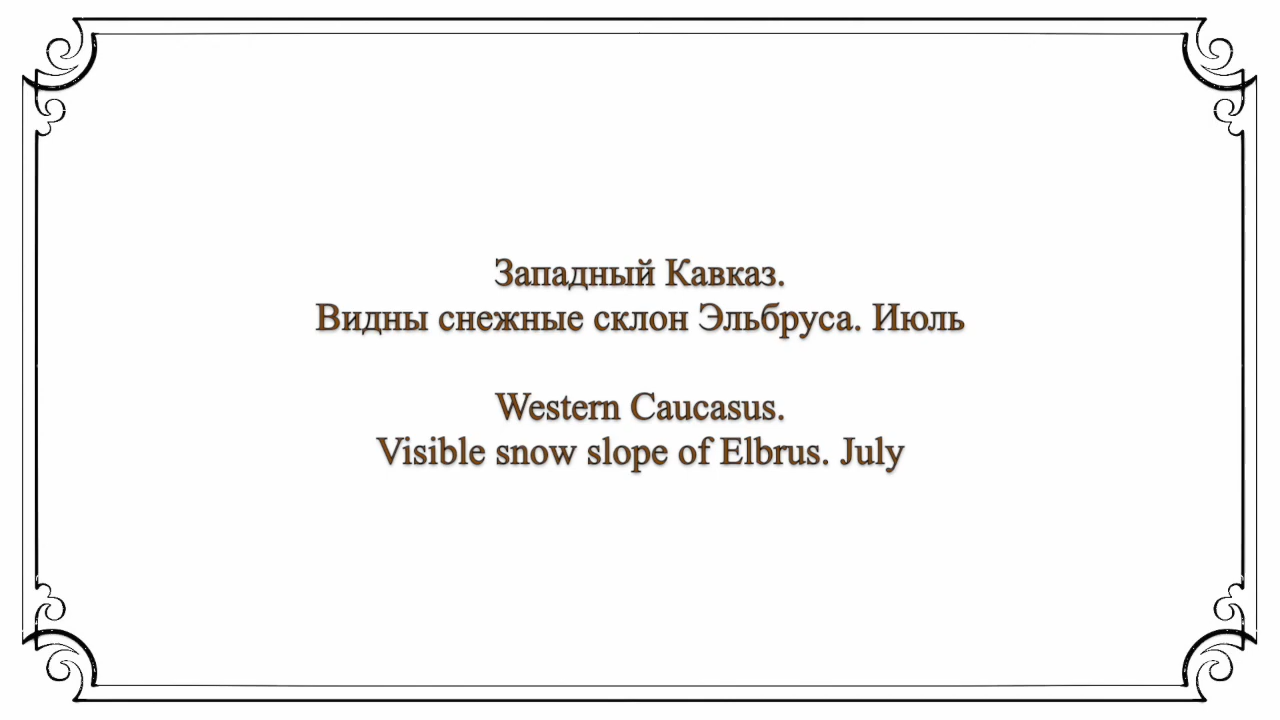 Западный Кавказ.
Видны снежные склон Эльбруса. Июль
Western Caucasus.
Visible snow slope of Elbrus. July